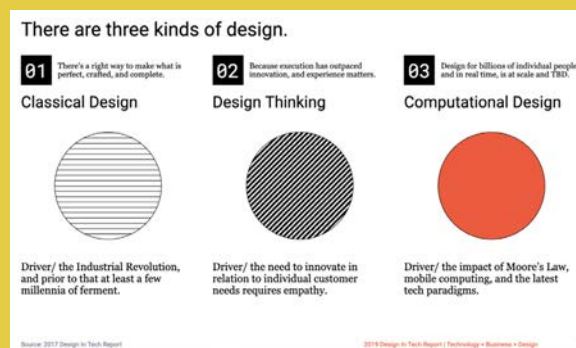 There are three kinds of design.
01
There's a right way to make what is
perfect, crafted, and complete.
02
Because execution has outpaced
innovation, and experience matters.
03
Design for billions of individual people
and in real time, is at scale and TBD.
Classical Design
Design Thinking
Computational Design
Driver/ the Industrial Revolution,
and prior to that at least a few
millennia of ferment.
Driver/ the need to innovate in
relation to individual customer
needs requires empathy.
Driver/ the impact of Moore's Law,
mobile computing, and the latest
tech paradigms.
Source: 2017 Design In Tech Report
2019 Design In Tech Report | Technology + Business + Design